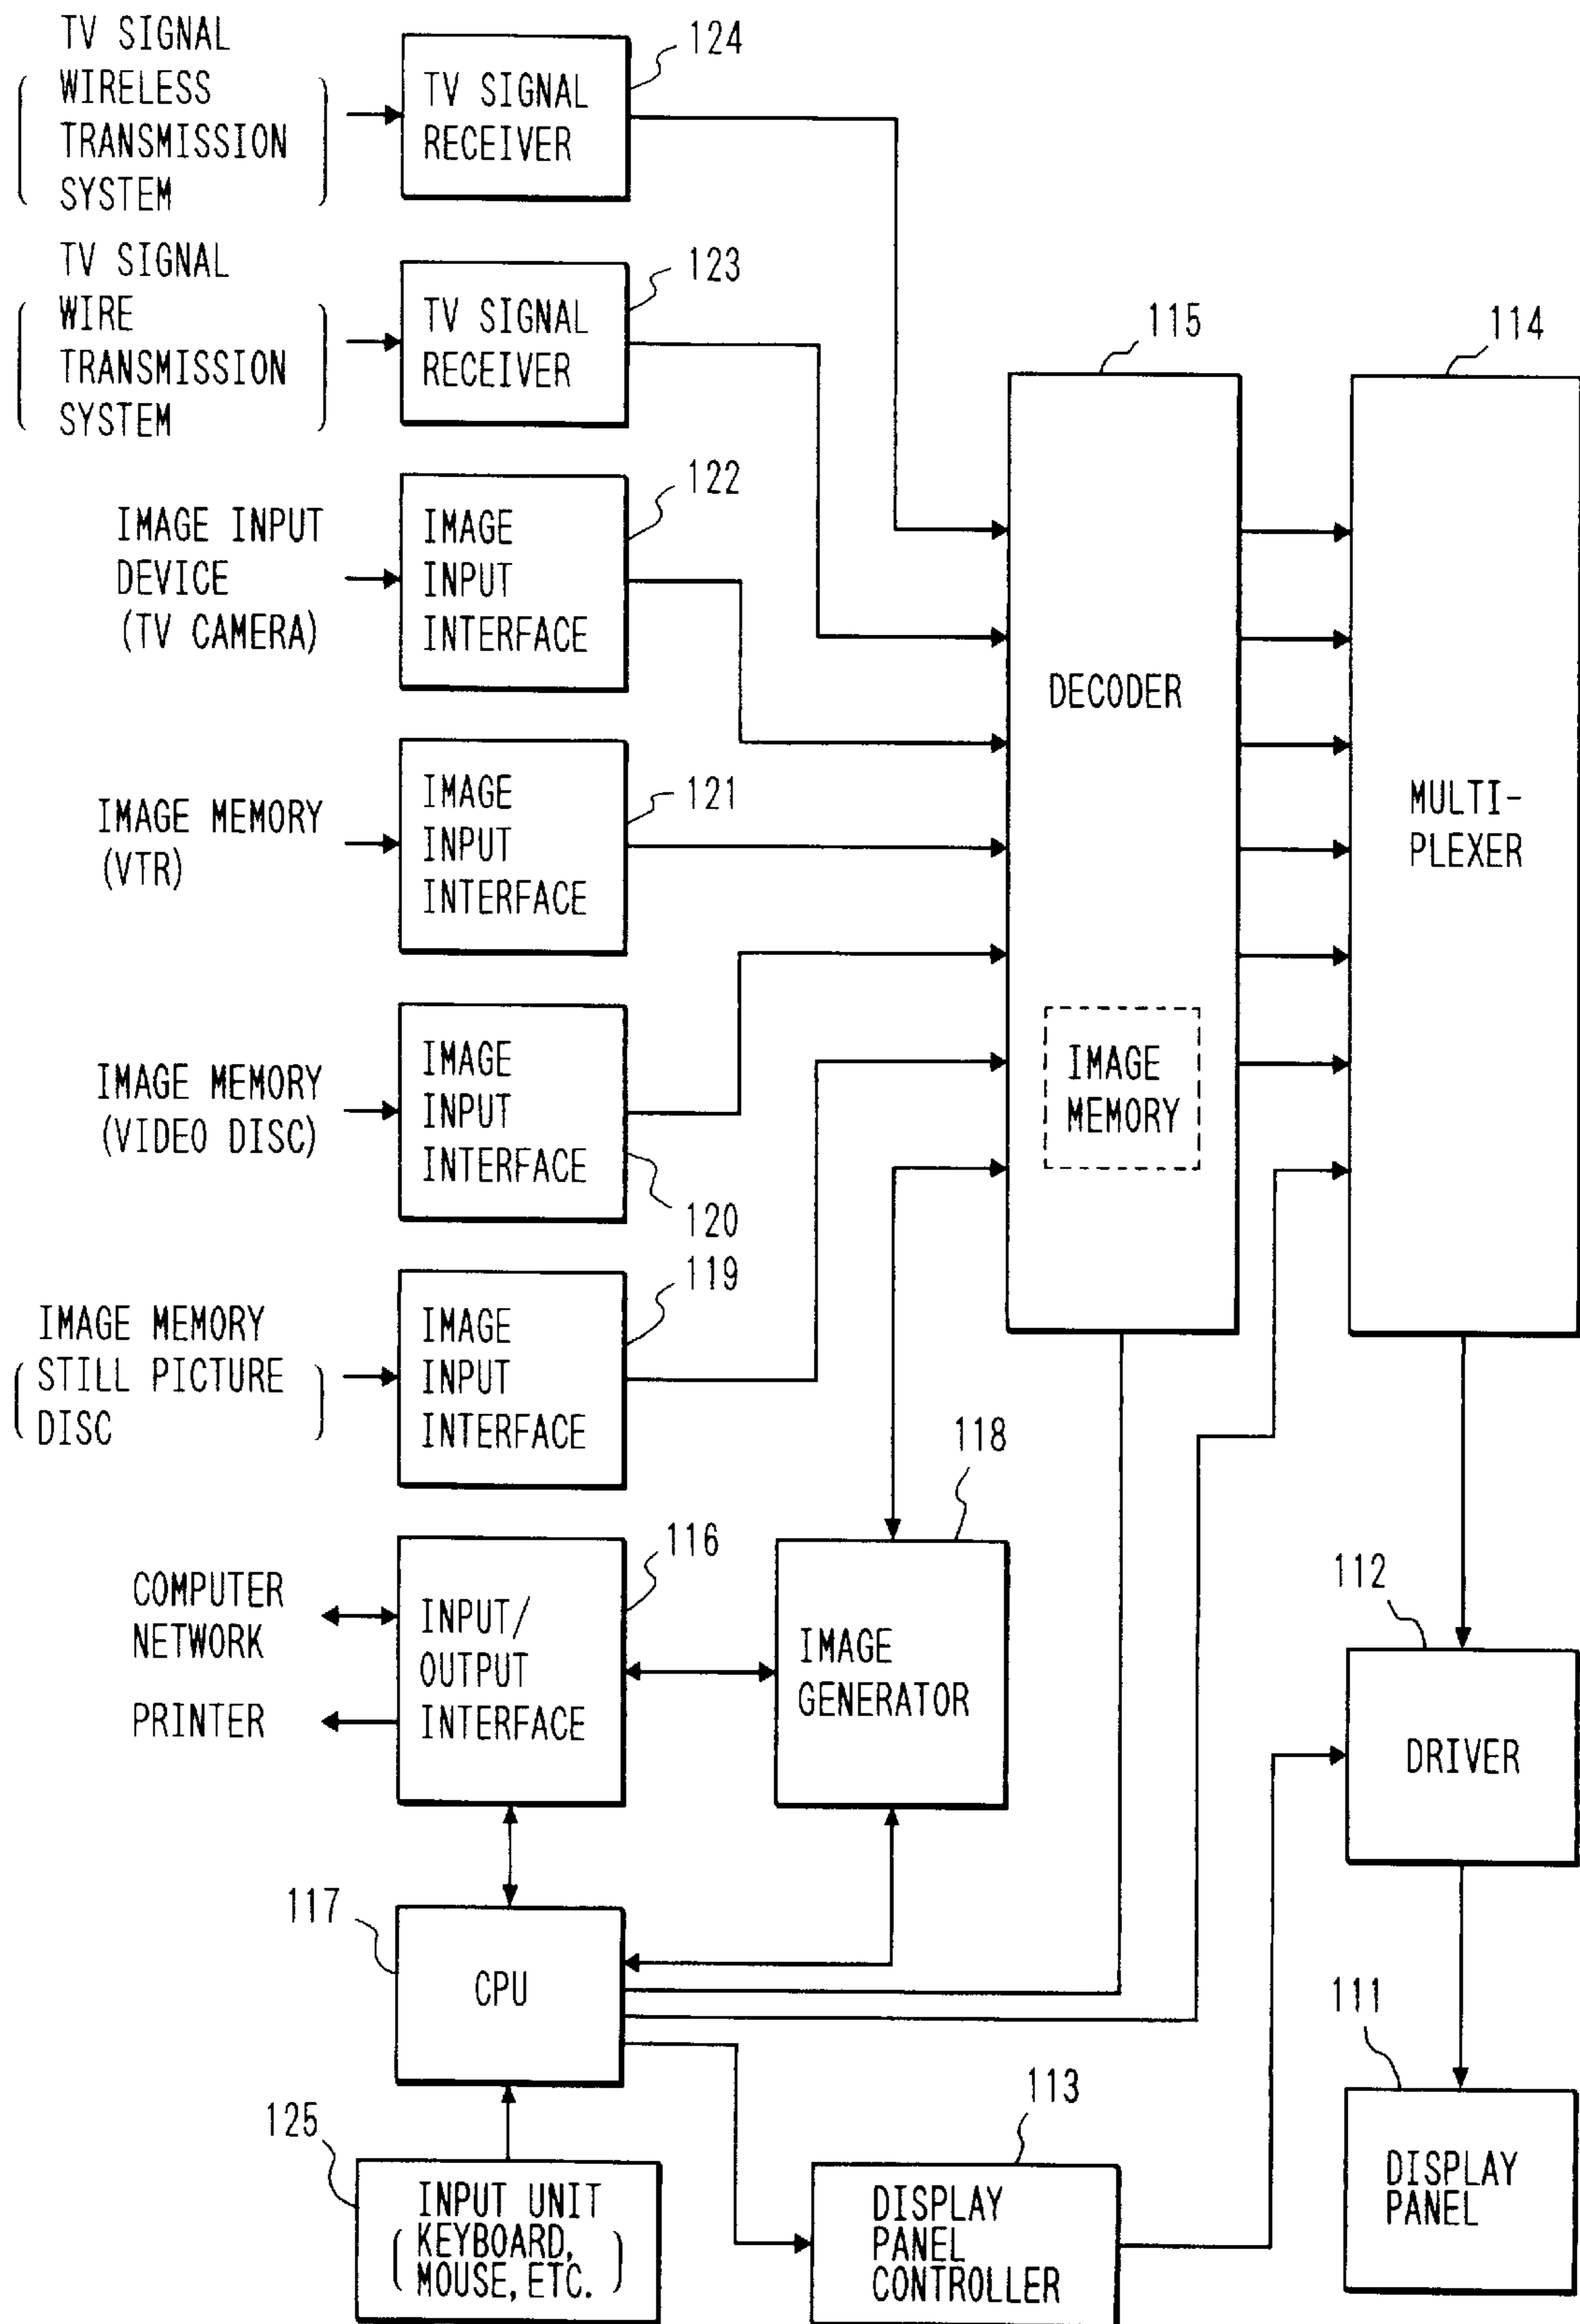 TV SIGNAL
WIRELESS
TRANSMISSION
SYSTEM
TV SIGNAL
RECEIVER
124
TV SIGNAL
WIRE
TRANSMISSION
SYSTEM
TV SIGNAL
RECEIVER
123
IMAGE INPUT
DEVICE
(TV CAMERA)
IMAGE
INPUT
INTERFACE
122
IMAGE MEMORY
(VTR)
IMAGE
INPUT
INTERFACE
121
IMAGE MEMORY
(VIDEO DISC)
IMAGE
INPUT
INTERFACE
120
IMAGE MEMORY
STILL PICTURE
DISC
IMAGE
INPUT
INTERFACE
119
115
DECODER
IMAGE
MEMORY
114
MULTI-
PLEXER
COMPUTER
NETWORK
PRINTER
INPUT/
OUTPUT
INTERFACE
116
118
IMAGE
GENERATOR
112
DRIVER
117
CPU
111
DISPLAY
PANEL
125
INPUT UNIT
KEYBOARD,
MOUSE, ETC.
113
DISPLAY
PANEL
CONTROLLER